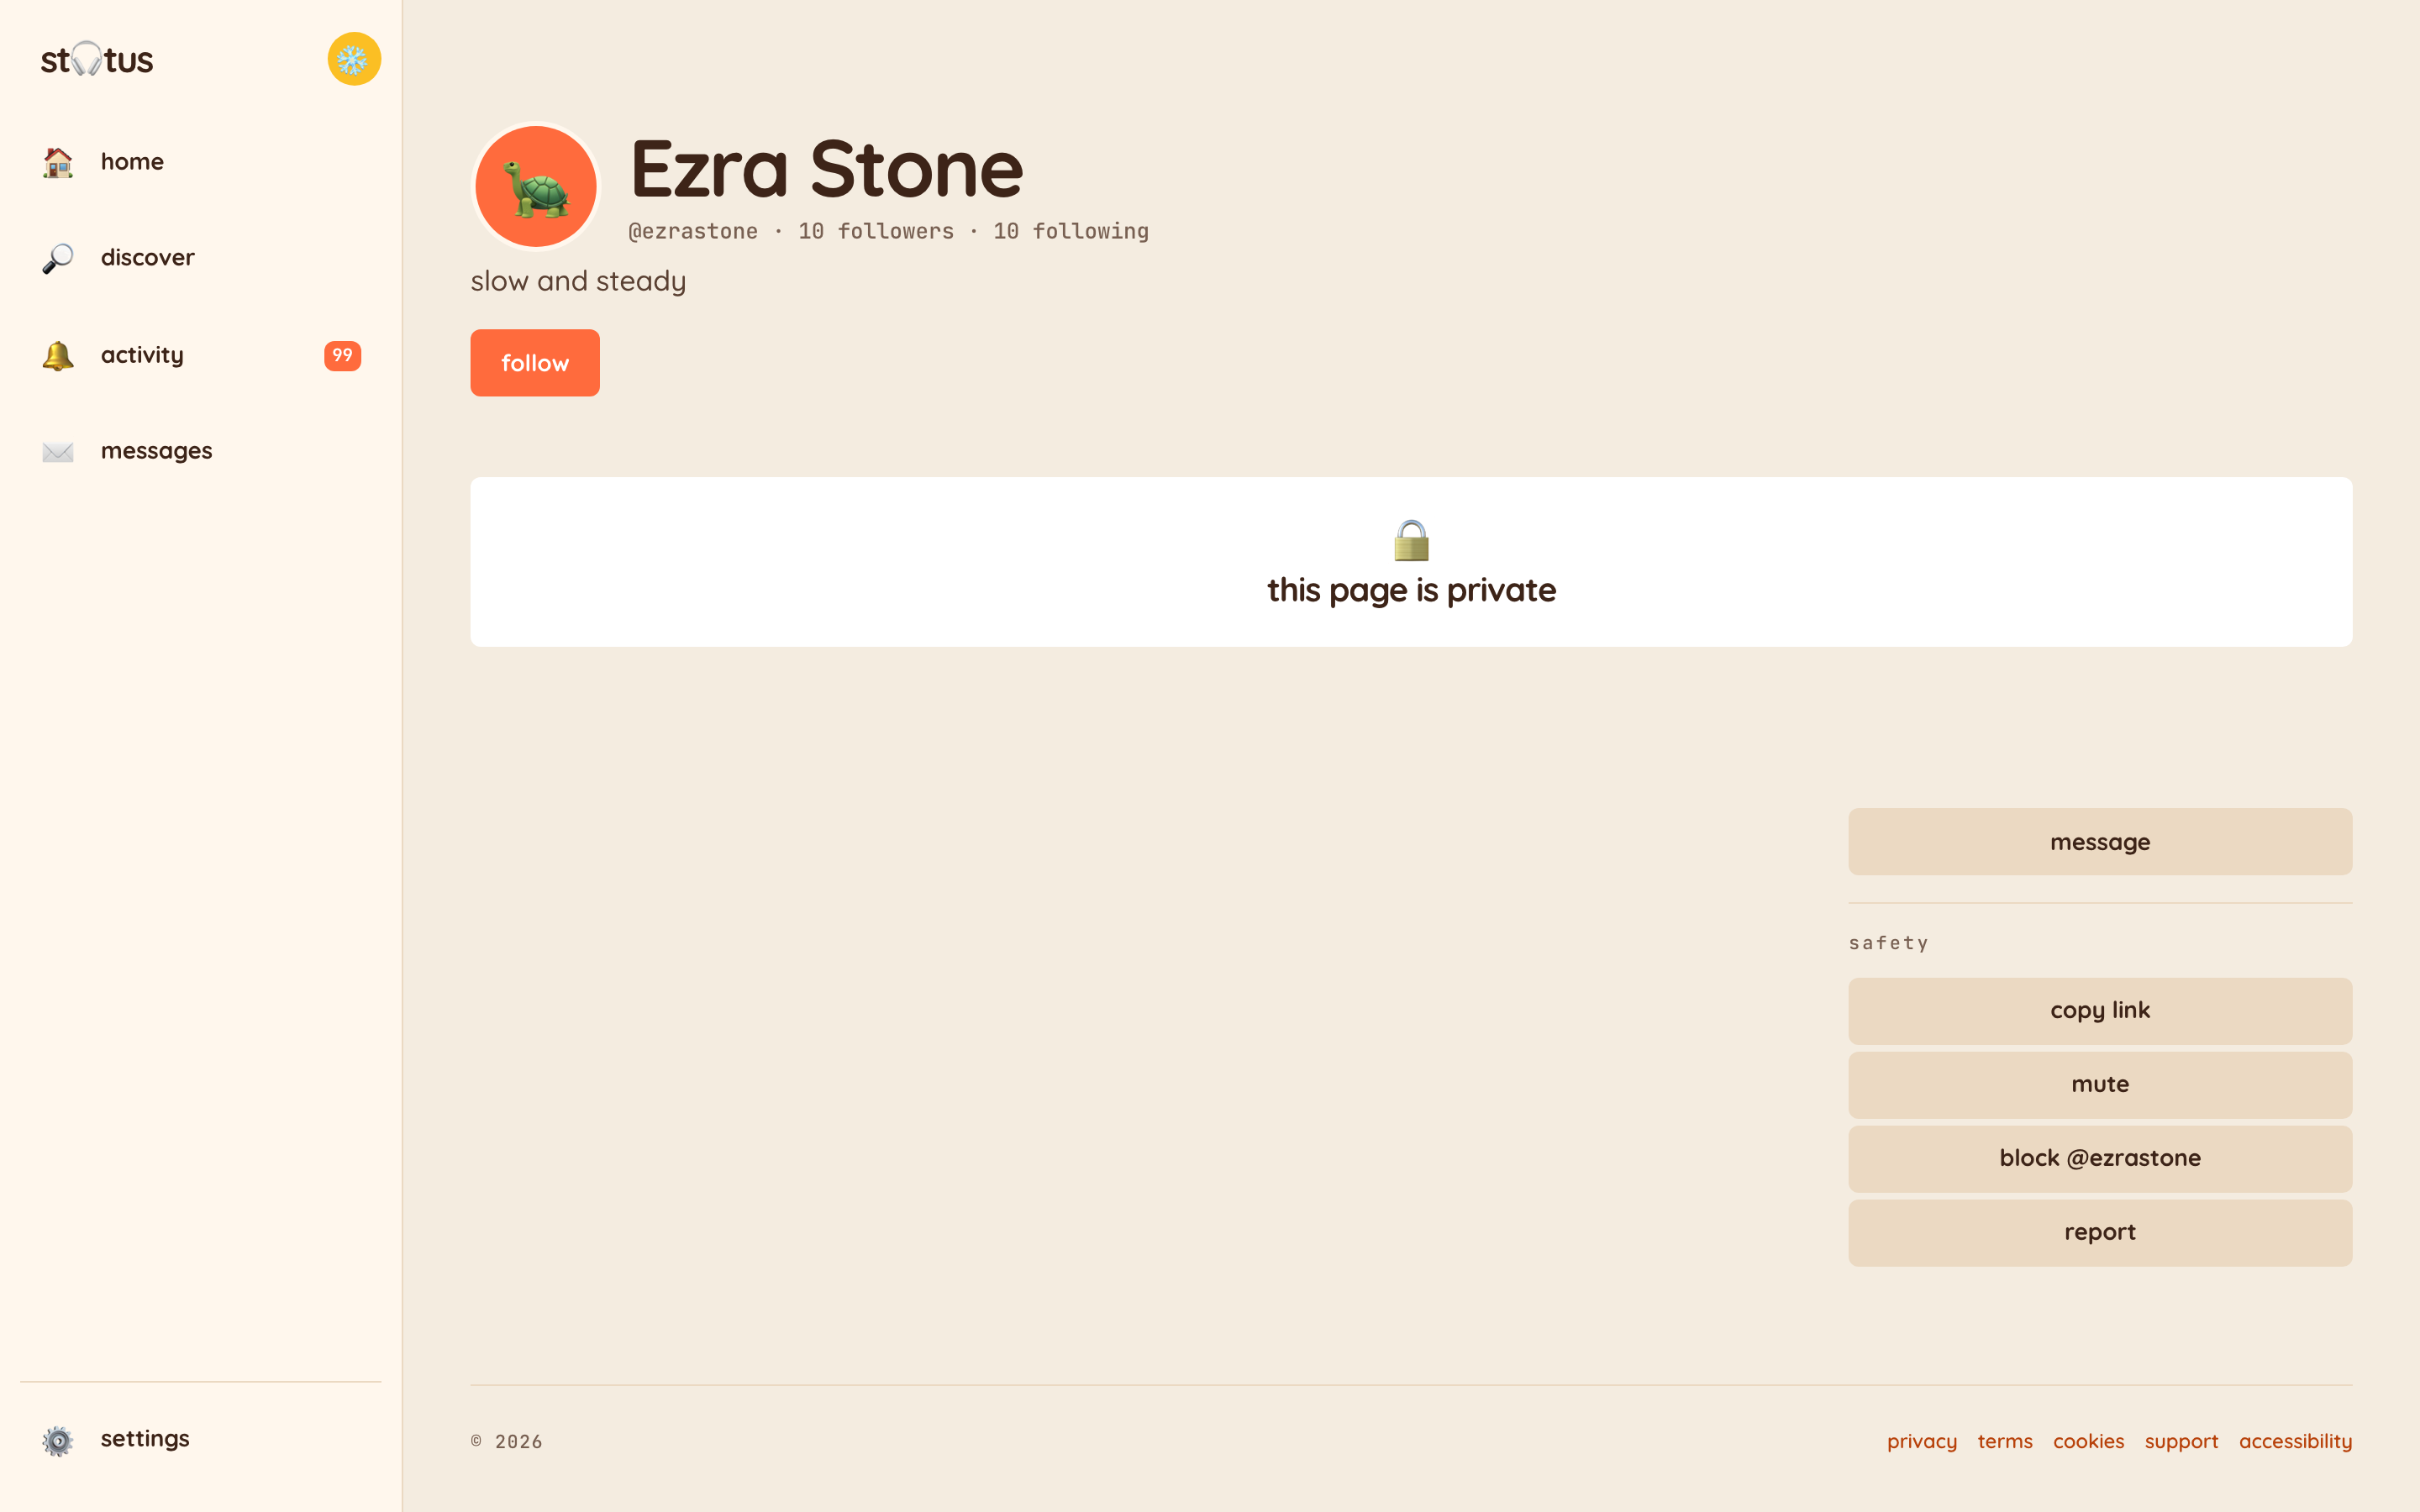 st🎧tus
home
discover
activity 99
messages
settings
Ezra Stone
@ezrastone · 10 followers · 10 following
slow and steady
follow
this page is private
message
safety
copy link
mute
block @ezrastone
report
© 2026
privacy terms cookies support accessibility